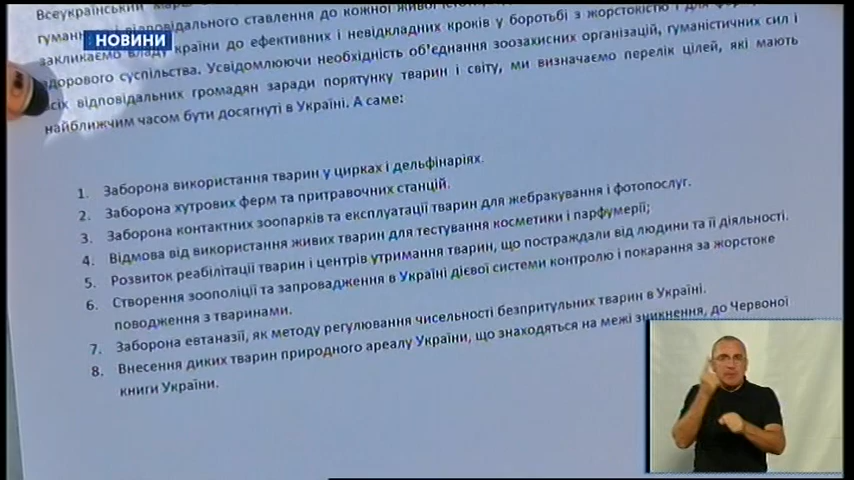 Всеукраїнський марш
гуманного відповідального ставлення до кожної живої
закликаємо владу країни до ефективних і невідкладних кроків у боротьбі з жорстокістю і для
НОВИНИ
здорового суспільства. Усвідомлюючи необхідність об'єднання зоозахисних організацій, гуманістичних сил і
всіх відповідальних громадян заради порятунку тварин і світу, ми визначаємо перелік цілей, які мають
найближчим часом бути досягнуті в Україні. А саме:
1. Заборона використання тварин у цирках і дельфінаріях.
2. Заборона хутрових ферм та притравочних станцій.
3. Заборона контактних зоопарків та експлуатації тварин для жебракування і фотопослуг.
4. Відмова від використання живих тварин для тестування косметики і парфумерії;
5. Розвиток реабілітації тварин і центрів утримання тварин, що постраждали від людини та її діяльності.
6. Створення зоополіції та запровадження в Україні дієвої системи контролю і покарання за жорстоке
поводження з тваринами.
7. Заборона евтаназії, як методу регулювання чисельності безпритульних тварин в Україні.
8. Внесення диких тварин природного ареалу України, що знаходяться на межі зникнення, до Червоної
книги України.